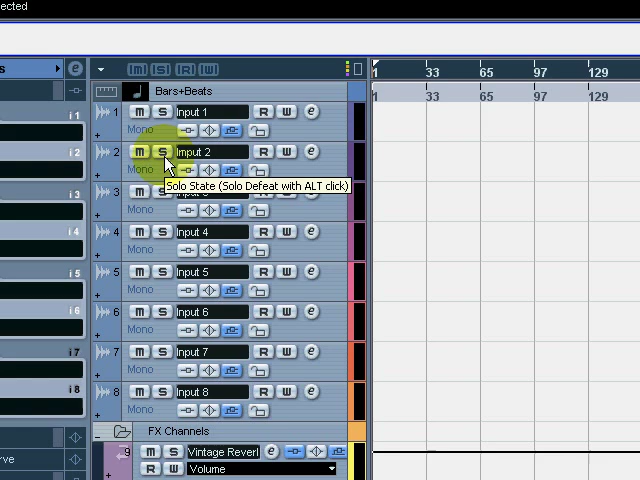 ected
s e [M] [S] [R] [W] 1 33 65 97 129
Bars+Beats 1 33 65 97 129
i 1 1 m S Input 1 R W e
Mono
i 2 2 m S Input 2 R W e
Mono
Solo State (Solo Defeat with ALT click)
i 3 3
Mono
i 4 4 m S Input 4 R W e
Mono
i 5 5 m S Input 5 R W e
Mono
i 6 6 m S Input 6 R W e
Mono
i 7 7 m S Input 7 R W e
Mono
i 8 8 m S Input 8 R W e
Mono
FX Channels
9 m S Vintage Reverl e
rve R W Volume